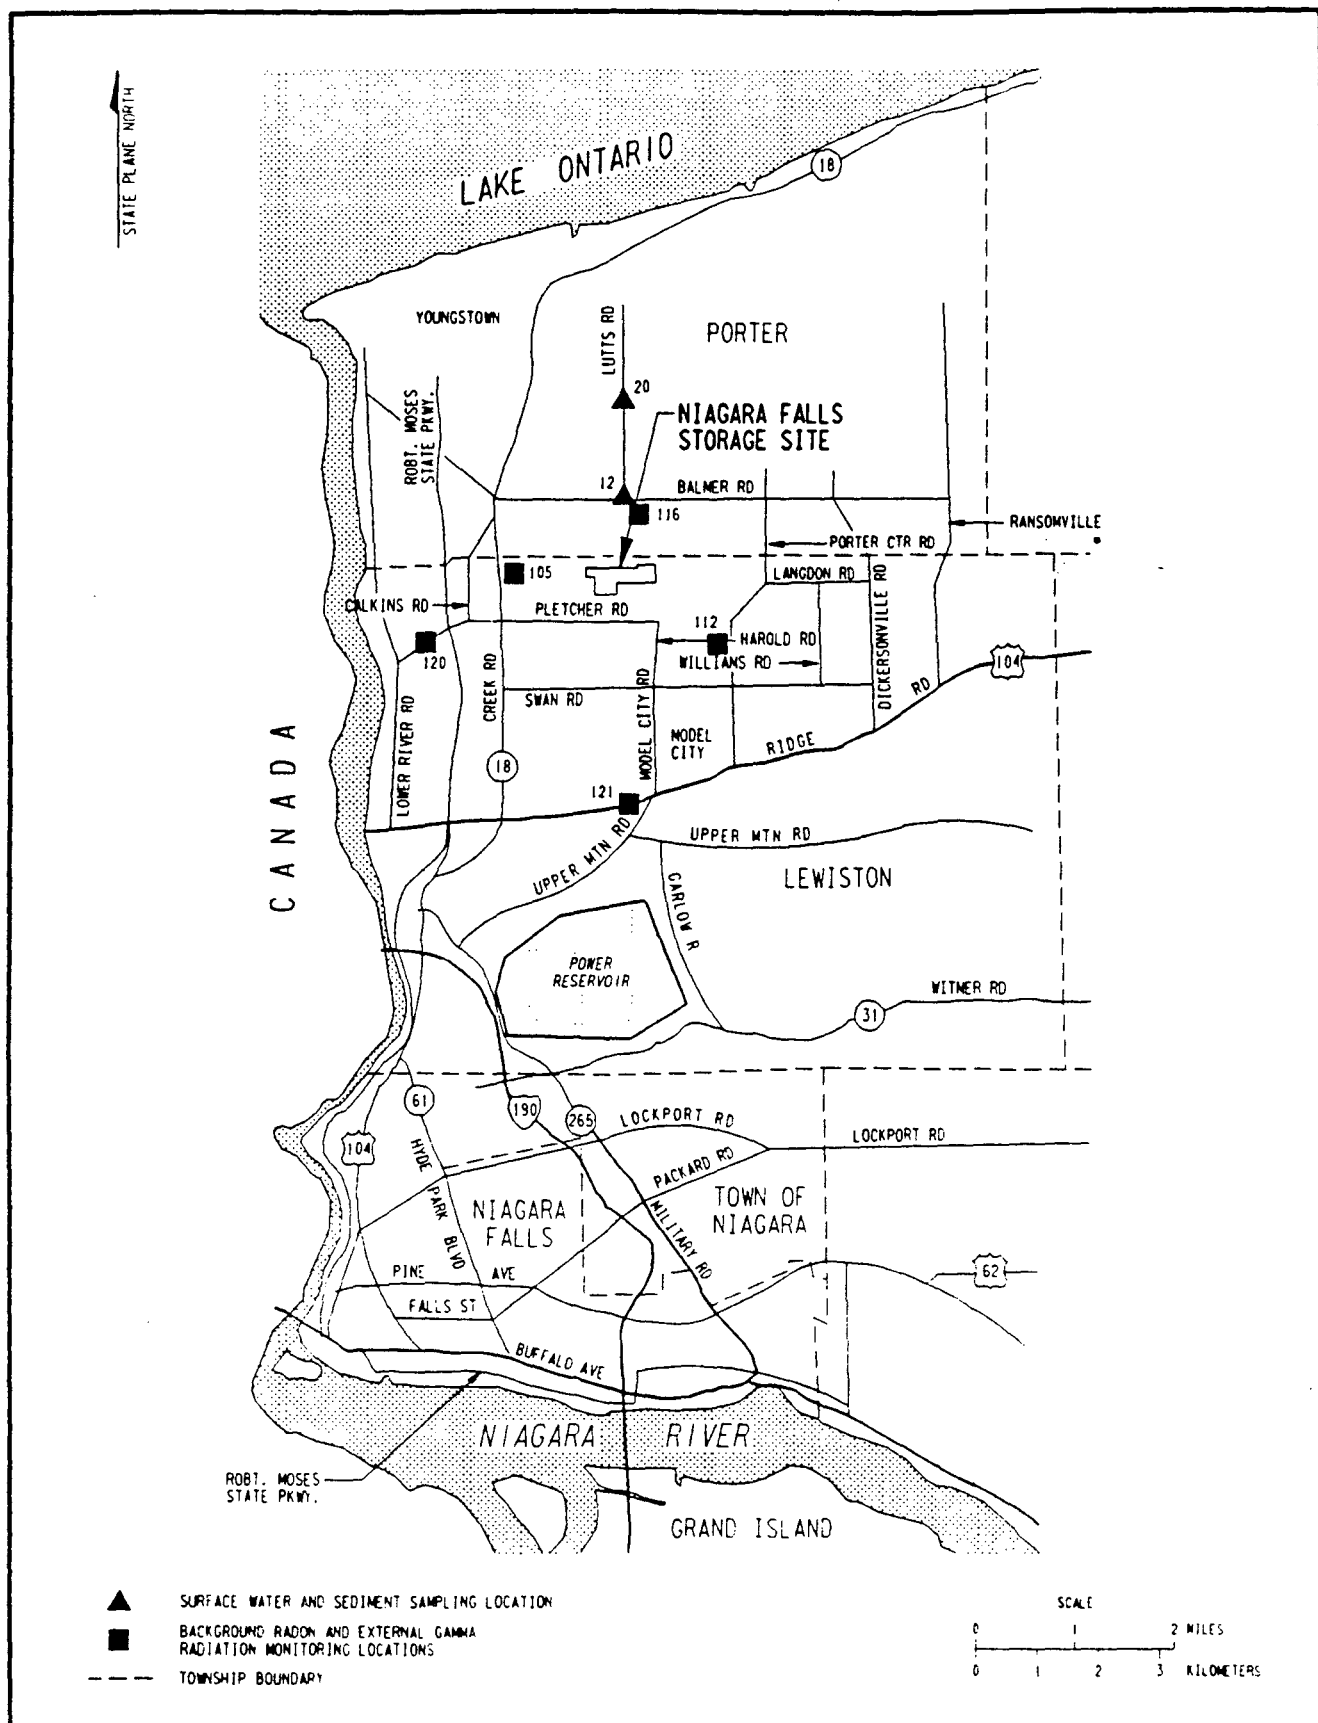 STATE PLANE NORTH
LAKE ONTARIO
18
YOUNGSTOWN
LUTTS RD
PORTER
20
ROBT. MOSES
STATE PKWY.
NIAGARA FALLS
STORAGE SITE
12
BALMER RD
116
RANSOMVILLE
PORTER CTR RD
105
LANGDON RD
CALKINS RD
PLETCHER RD
112
HAROLD RD
120
WILLIANS RD
DICKERSONVILLE RD
104
CREEK RD
SWAN RD
MODEL CITY RD
MODEL
CITY
RIDGE RD
LOWER RIVER RD
18
121
CANADA
UPPER MTN RD
UPPER MTN RD
LEWISTON
GARLOW R
POWER
RESERVOIR
WITMER RD
31
61
190
265
LOCKPORT RD
LOCKPORT RD
104
HYDE PARK BLVD
PACKARD RD
NIAGARA
FALLS
TOWN OF
NIAGARA
MILITARY RD
PINE AVE
62
FALLS ST
BUFFALO AVE
NIAGARA RIVER
ROBT. MOSES
STATE PKWY.
GRAND ISLAND
SURFACE WATER AND SEDIMENT SAMPLING LOCATION
BACKGROUND RADON AND EXTERNAL GAMMA
RADIATION MONITORING LOCATIONS
TOWNSHIP BOUNDARY
SCALE
0 1 2 MILES
0 1 2 3 KILOMETERS